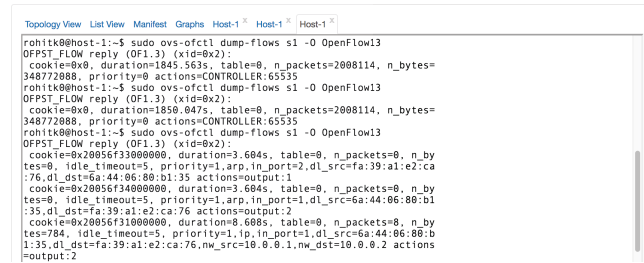 Topology View List View Manifest Graphs Host-1 x Host-1 x Host-1 x
rohitk0@host-1:~$ sudo ovs-ofctl dump-flows s1 -O OpenFlow13
OFPST_FLOW reply (OF1.3) (xid=0x2):
 cookie=0x0, duration=1845.563s, table=0, n_packets=2008114, n_bytes=
348772088, priority=0 actions=CONTROLLER:65535
rohitk0@host-1:~$ sudo ovs-ofctl dump-flows s1 -O OpenFlow13
OFPST_FLOW reply (OF1.3) (xid=0x2):
 cookie=0x0, duration=1850.047s, table=0, n_packets=2008114, n_bytes=
348772088, priority=0 actions=CONTROLLER:65535
rohitk0@host-1:~$ sudo ovs-ofctl dump-flows s1 -O OpenFlow13
OFPST_FLOW reply (OF1.3) (xid=0x2):
 cookie=0x20056f33000000, duration=3.604s, table=0, n_packets=0, n_by
tes=0, idle_timeout=5, priority=1,arp,in_port=2,dl_src=fa:39:a1:e2:ca
:76,dl_dst=6a:44:06:80:b1:35 actions=output:1
 cookie=0x20056f34000000, duration=3.604s, table=0, n_packets=0, n_by
tes=0, idle_timeout=5, priority=1,arp,in_port=1,dl_src=6a:44:06:80:b1
:35,dl_dst=fa:39:a1:e2:ca:76 actions=output:2
 cookie=0x20056f31000000, duration=8.608s, table=0, n_packets=8, n_by
tes=784, idle_timeout=5, priority=1,ip,in_port=1,dl_src=6a:44:06:80:b
1:35,dl_dst=fa:39:a1:e2:ca:76,nw_src=10.0.0.1,nw_dst=10.0.0.2 actions
=output:2